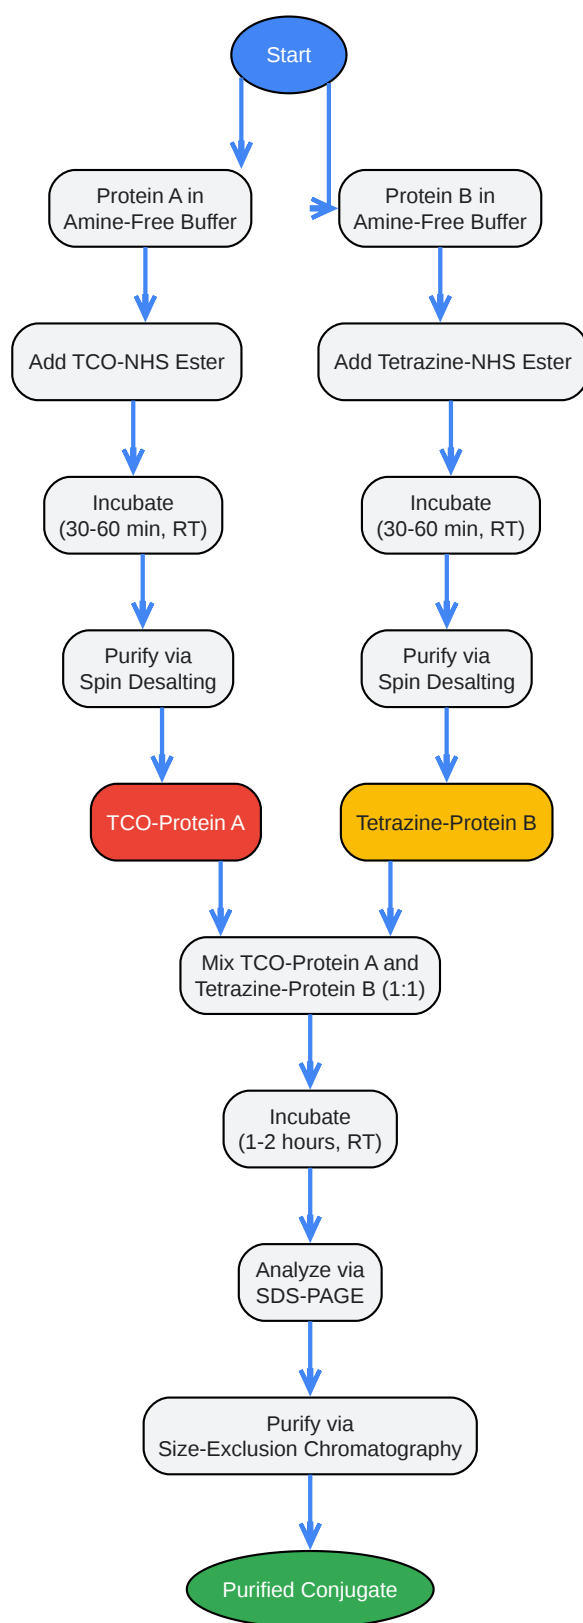 Start
Protein A in
Amine-Free Buffer
Protein B in
Amine-Free Buffer
Add TCO-NHS Ester
Add Tetrazine-NHS Ester
Incubate
(30-60 min, RT)
Incubate
(30-60 min, RT)
Purify via
Spin Desalting
Purify via
Spin Desalting
TCO-Protein A
Tetrazine-Protein B
Mix TCO-Protein A and
Tetrazine-Protein B (1:1)
Incubate
(1-2 hours, RT)
Analyze via
SDS-PAGE
Purify via
Size-Exclusion Chromatography
Purified Conjugate